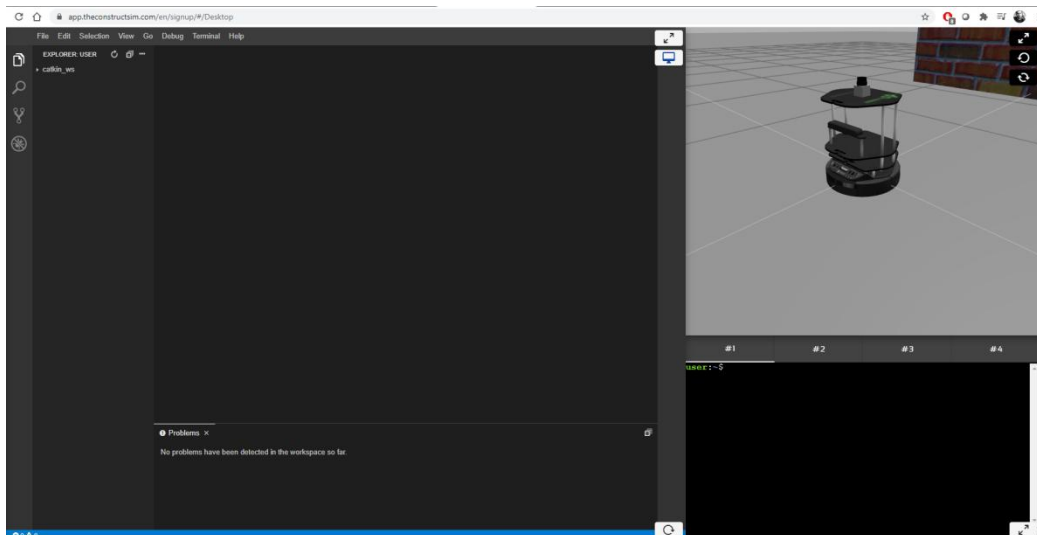 app.theconstructsim.com/en/signup/#/Desktop
File Edit Selection View Go Debug Terminal Help
EXPLORER: USER
catkin_ws
Problems ×
No problems have been detected in the workspace so far.
#1 #2 #3 #4
user:~$